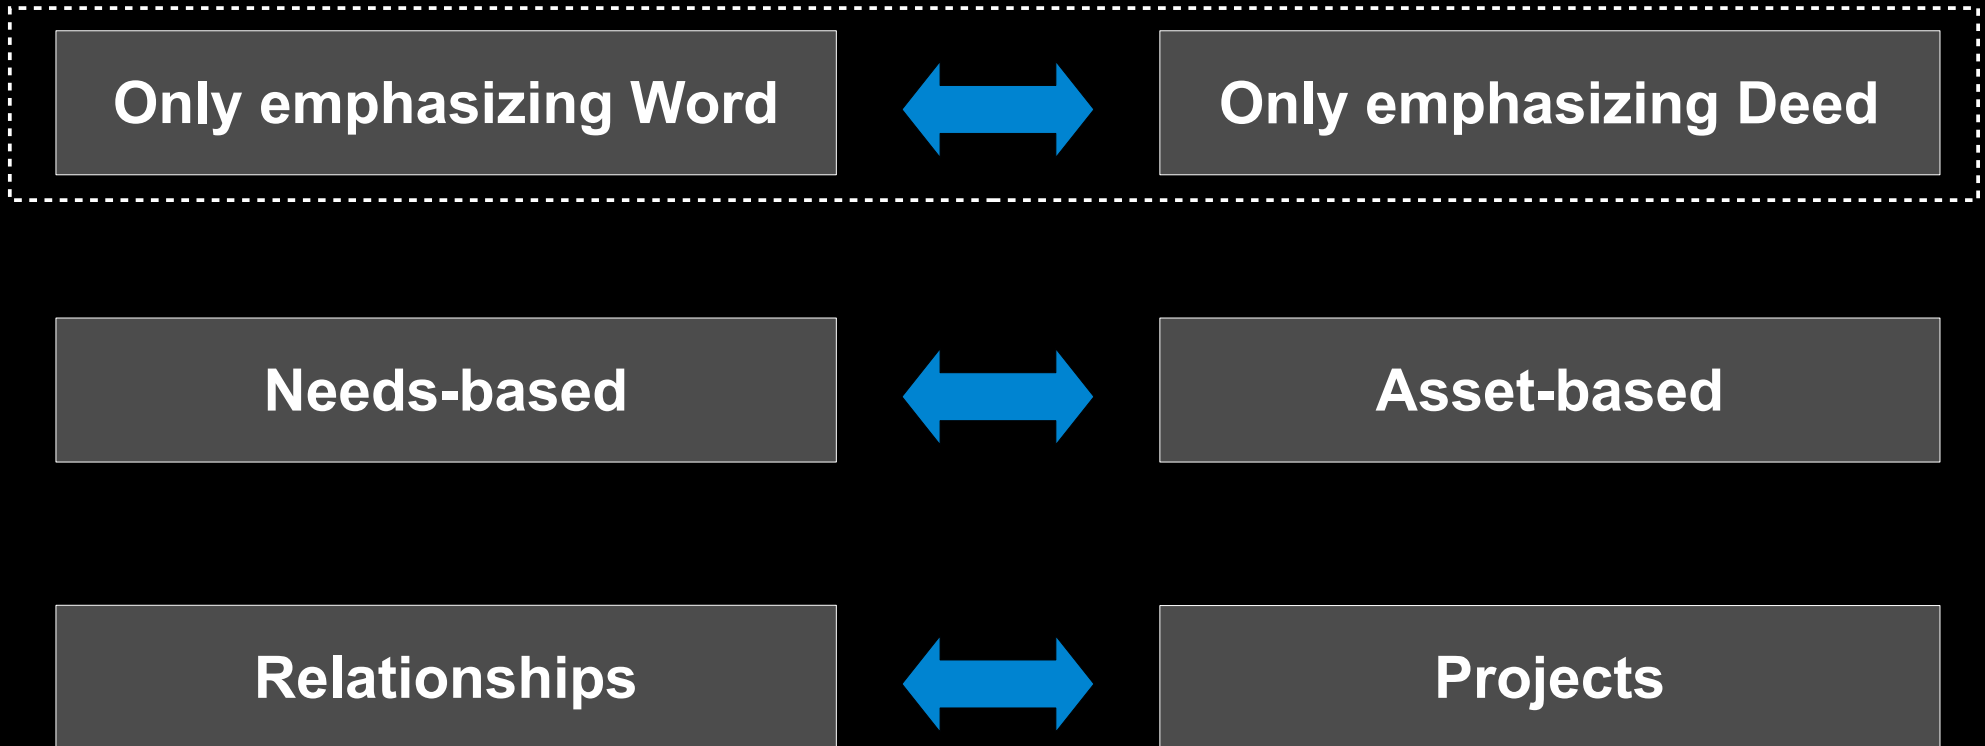 Only emphasizing Word
Only emphasizing Deed
Needs-based
Asset-based
Relationships
Projects